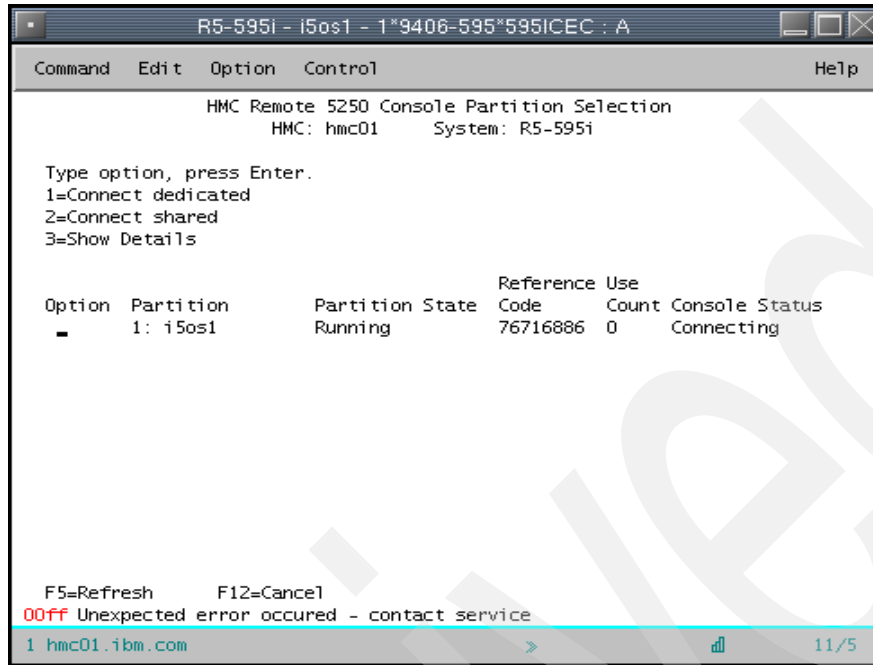 R5-595i - i5os1 - 1*9406-595*595ICEC : A
Command Edit Option Control Help
HMC Remote 5250 Console Partition Selection
HMC: hmc01 System: R5-595i
Type option, press Enter.
1=Connect dedicated
2=Connect shared
3=Show Details
Reference Use
Option Partition Partition State Code Count Console Status
1: i5os1 Running 76716886 0 Connecting
F5=Refresh F12=Cancel
00ff Unexpected error occured - contact service
1 hmc01.ibm.com » 11/5